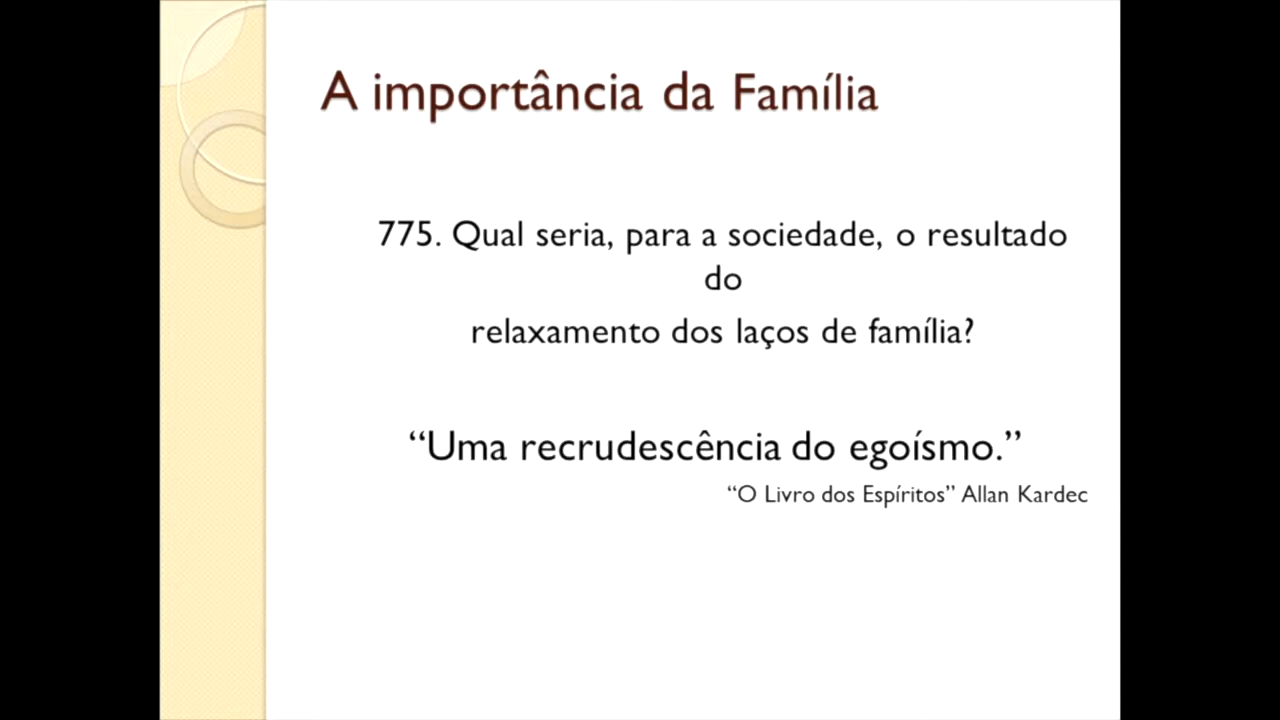 A importância da Família
775. Qual seria, para a sociedade, o resultado
do
relaxamento dos laços de família?
“Uma recrudescência do egoísmo.”
“O Livro dos Espíritos” Allan Kardec